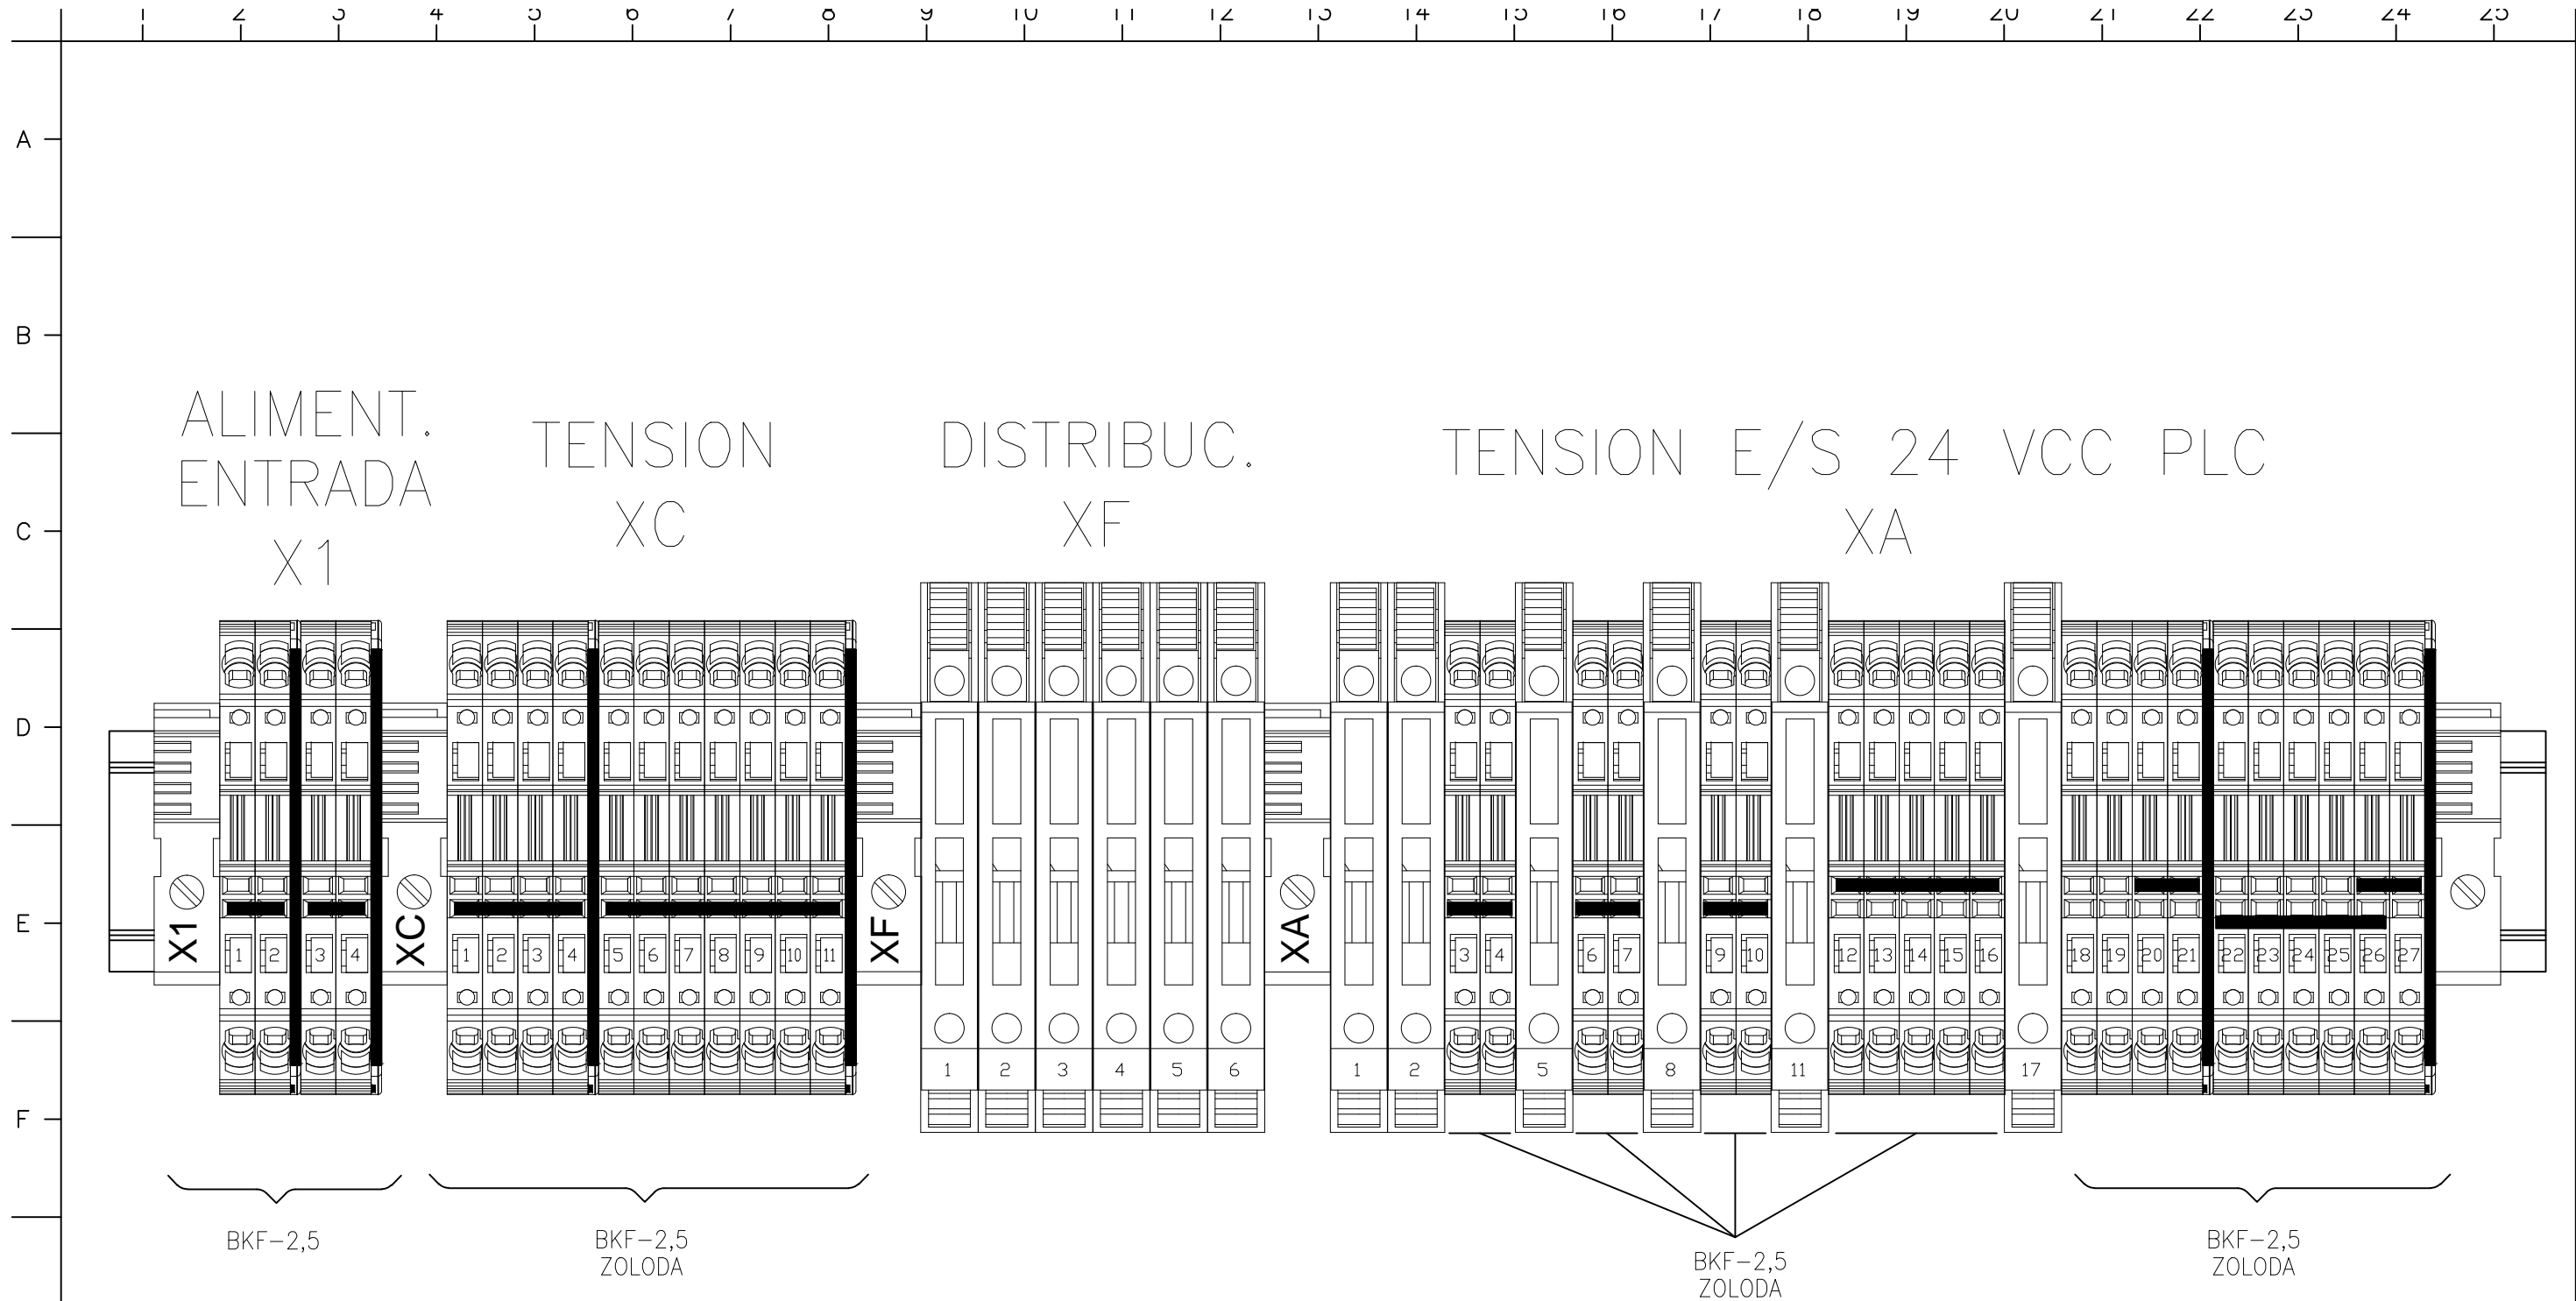 1 2 3 4 5 6 7 8 9 10 11 12 13 14 15 16 17 18 19 20 21 22 23 24 25
A
B
ALIMENT.
ENTRADA
X1
TENSION
XC
DISTRIBUC.
XF
TENSION E/S 24 VCC PLC
XA
C
D
E
X1
1 2 3 4
XC
1 2 3 4 5 6 7 8 9 10 11
XF
XA
3 4 6 7 9 10 12 13 14 15 16 18 19 20 21 22 23 24 25 26 27
1 2 3 4 5 6
1 2 5 8 11 17
F
BKF-2,5
BKF-2,5
ZOLODA
BKF-2,5
ZOLODA
BKF-2,5
ZOLODA